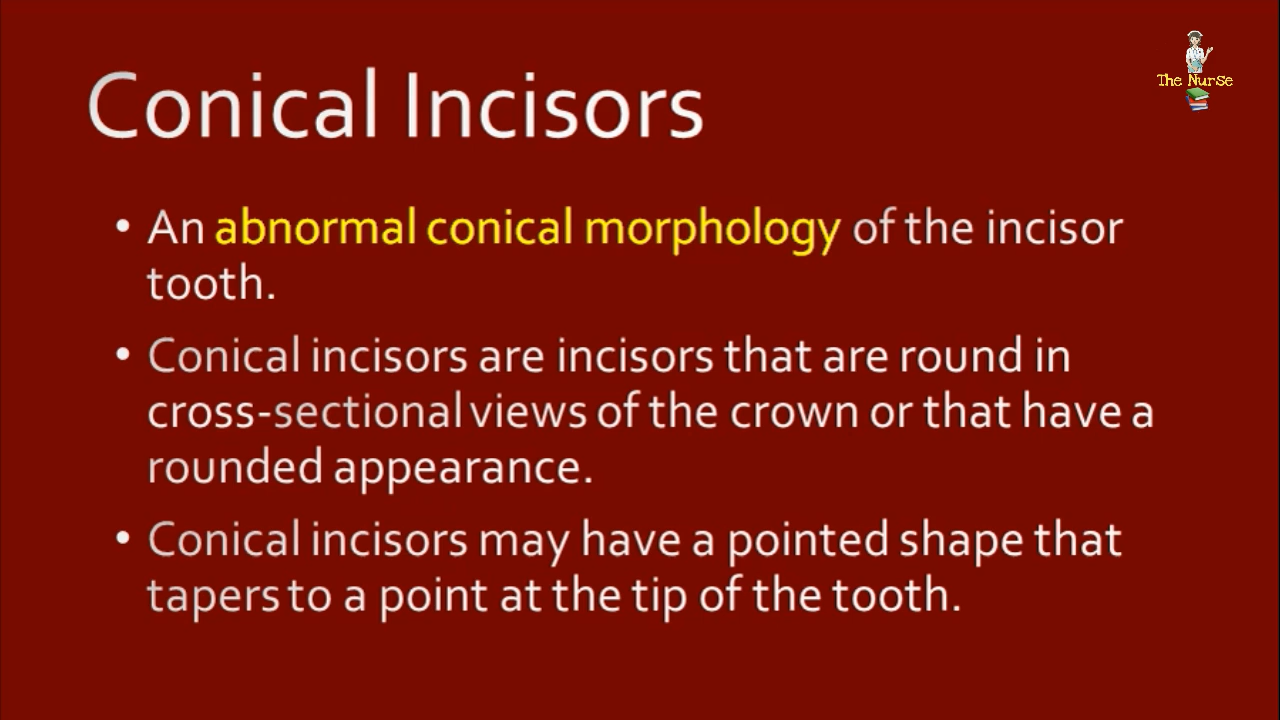 The Nurse
Conical Incisors
• An abnormal conical morphology of the incisor
tooth.
• Conical incisors are incisors that are round in
cross-sectional views of the crown or that have a
rounded appearance.
• Conical incisors may have a pointed shape that
tapers to a point at the tip of the tooth.